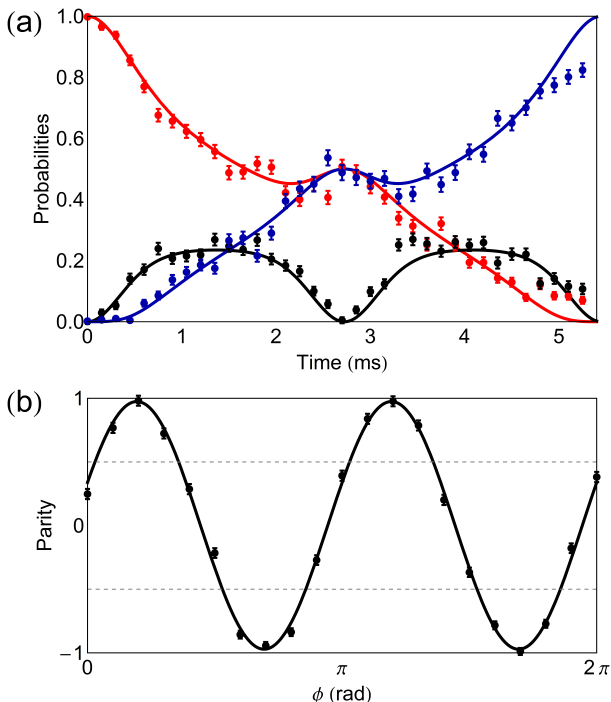 (a)
1.0
0.8
0.6
0.4
0.2
0.0
Probabilities
0 1 2 3 4 5
Time (ms)
(b)
1
0
−1
Parity
0 π 2π
ϕ (rad)